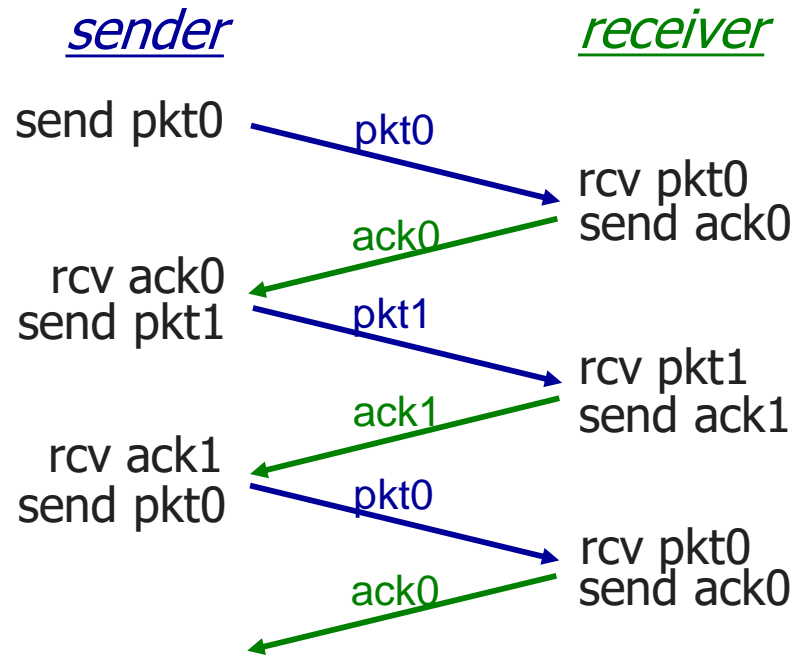 sender
receiver
send pkt0
pkt0
rcv pkt0
send ack0
ack0
rcv ack0
send pkt1
pkt1
rcv pkt1
send ack1
ack1
rcv ack1
send pkt0
pkt0
rcv pkt0
send ack0
ack0